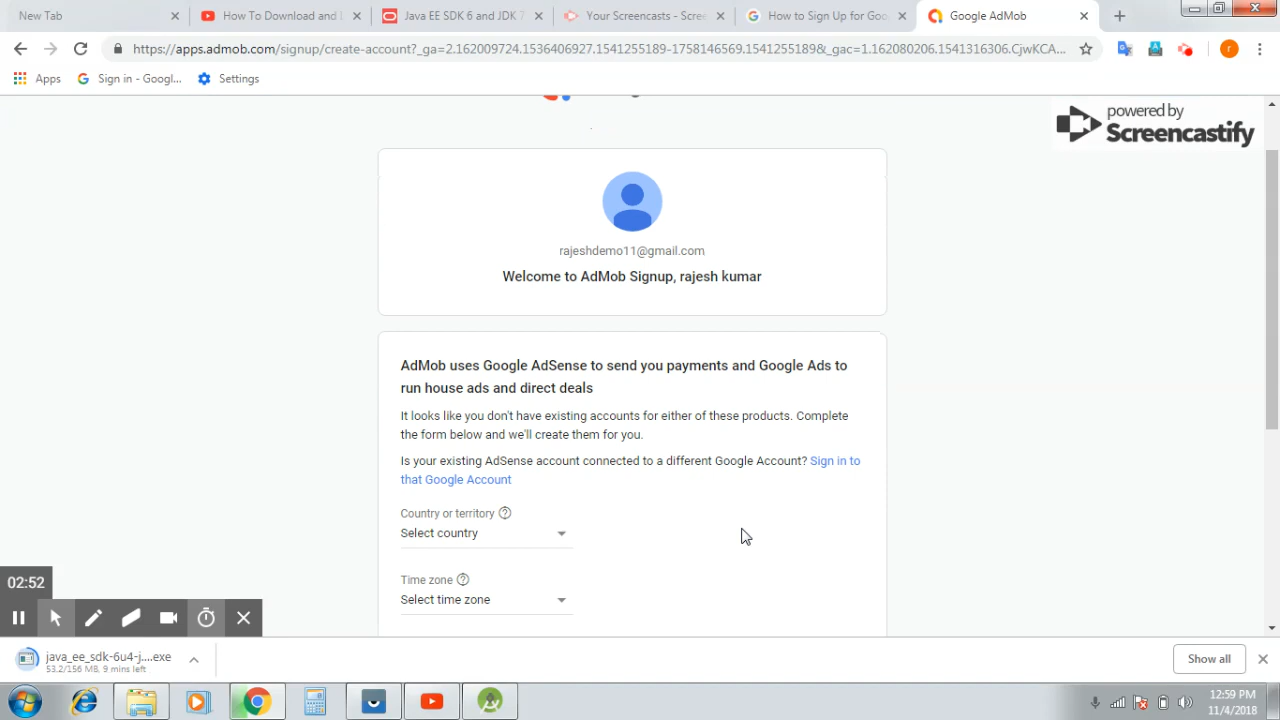 New Tab
How To Download and I
Java EE SDK 6 and JDK 7
Your Screencasts - Scree
How to Sign Up for Goo
Google AdMob
https://apps.admob.com/signup/create-account?_ga=2.162009724.1536406927.1541255189-1758146569.1541255189&_gac=1.162080206.1541316306.CjwKCA...
Apps
Sign in - Googl...
Settings
powered by
Screencastify
rajeshdemo11@gmail.com
Welcome to AdMob Signup, rajesh kumar
AdMob uses Google AdSense to send you payments and Google Ads to
run house ads and direct deals
It looks like you don't have existing accounts for either of these products. Complete
the form below and we'll create them for you.
Is your existing AdSense account connected to a different Google Account? Sign in to
that Google Account
Country or territory
Select country
Time zone
Select time zone
02:52
java_ee_sdk-6u4-j....exe
53.2/156 MB, 9 mins left
Show all
12:59 PM
11/4/2018